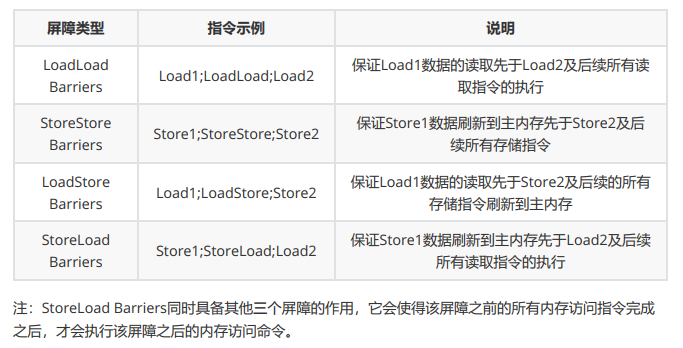 屏障类型 指令示例 说明
LoadLoad
Barriers
Load1;LoadLoad;Load2
保证Load1数据的读取先于Load2及后续所有读
取指令的执行
StoreStore
Barriers
Store1;StoreStore;Store2
保证Store1数据刷新到主内存先于Store2及后
续所有存储指令
LoadStore
Barriers
Load1;LoadStore;Store2
保证Load1数据的读取先于Store2及后续的所有
存储指令刷新到主内存
StoreLoad
Barriers
Store1;StoreLoad;Load2
保证Store1数据刷新到主内存先于Load2及后续
所有读取指令的执行
注：StoreLoad Barriers同时具备其他三个屏障的作用，它会使得该屏障之前的所有内存访问指令完成
之后，才会执行该屏障之后的内存访问命令。